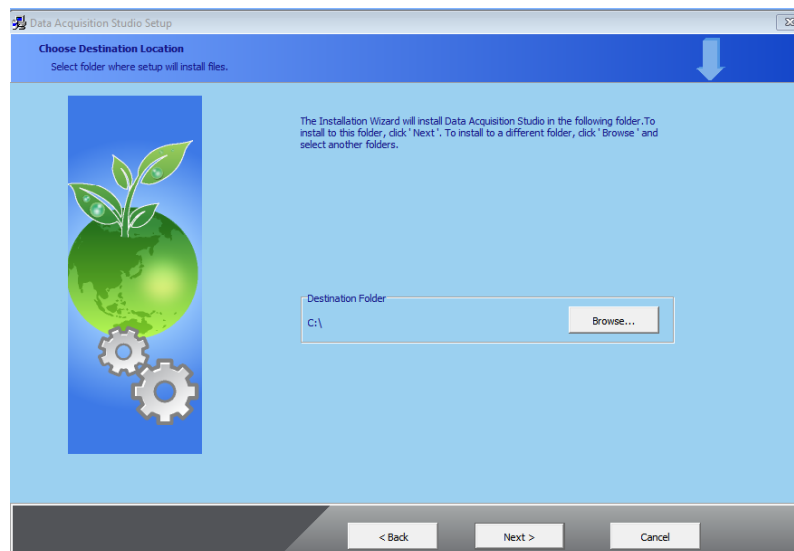 Data Acquisition Studio Setup
Choose Destination Location
Select folder where setup will install files.
The Installation Wizard will install Data Acquisition Studio in the following folder.To
install to this folder, click ' Next '. To install to a different folder, click ' Browse ' and
select another folders.
Destination Folder
C:\
Browse...
< Back
Next >
Cancel